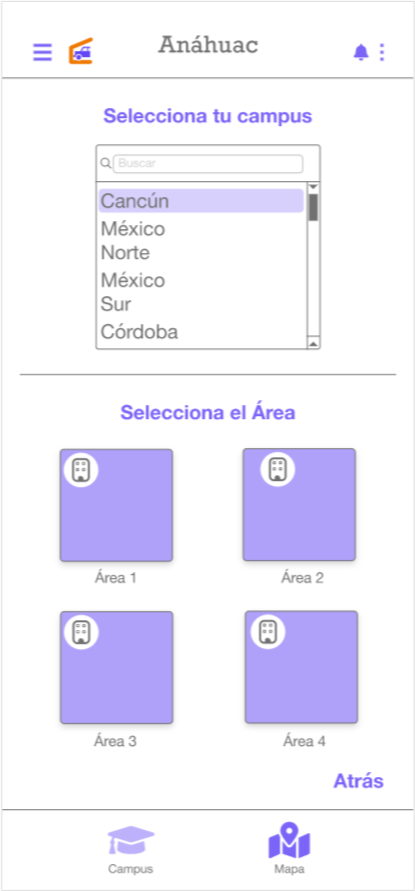 Anáhuac
Selecciona tu campus
Buscar
Cancún
México
Norte
México
Sur
Córdoba
Selecciona el Área
Área 1
Área 2
Área 3
Área 4
Atrás
Campus
Mapa